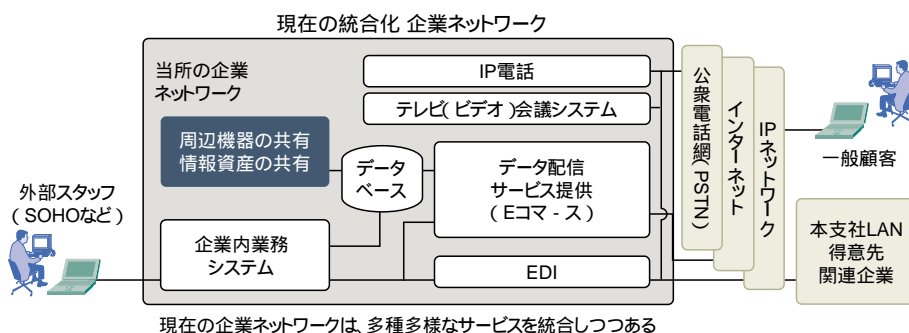 現在の統合化 企業ネットワーク
当所の企業
ネットワーク
IP電話
テレビ(ビデオ)会議システム
周辺機器の共有
情報資産の共有
データ
ベース
データ配信
サービス提供
(Eコマ-ス)
企業内業務
システム
EDI
外部スタッフ
(SOHOなど)
公衆電話網(PSTN)
インターネット
IPネットワーク
一般顧客
本支社LAN
得意先
関連企業
現在の企業ネットワークは、多種多様なサービスを統合しつつある